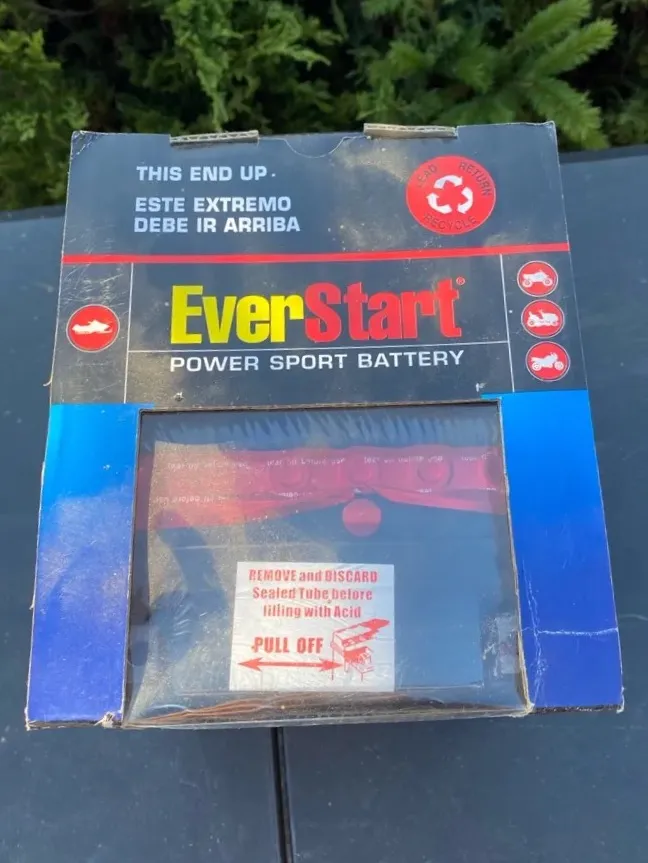 THIS END UP.
ESTE EXTREMO
DEBE IR ARRIBA
LEAD RETURN
RECYCLE
EverStart®
POWER SPORT BATTERY
REMOVE and DISCARD
Sealed Tube before
filling with Acid
PULL OFF